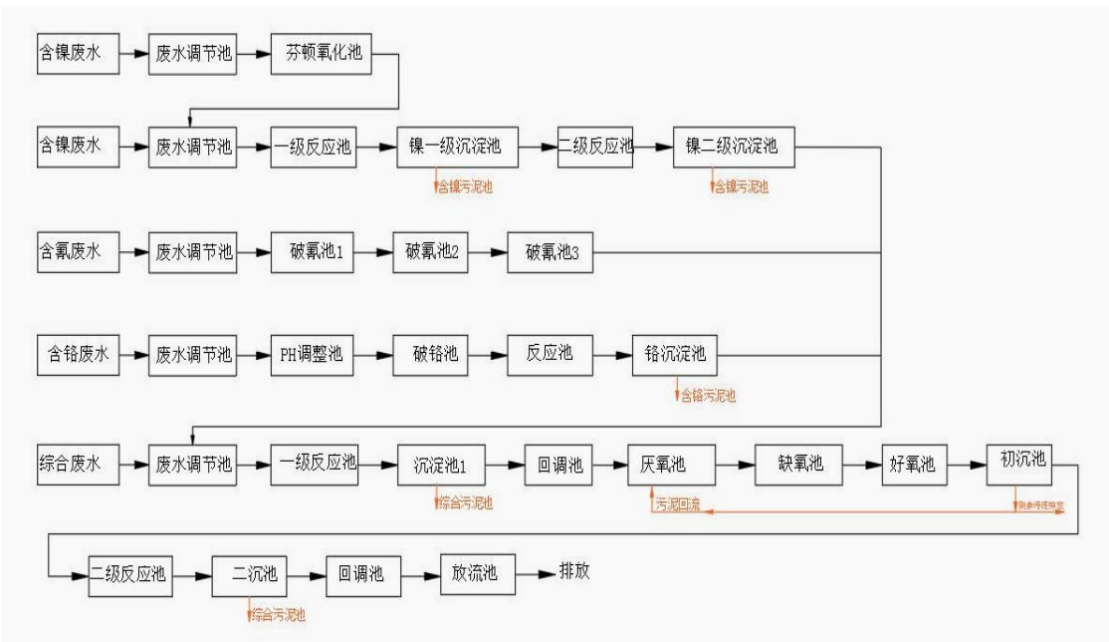 含镍废水 废水调节池 芬顿氧化池
含镍废水 废水调节池 一级反应池 镍一级沉淀池 二级反应池 镍二级沉淀池
含镍污泥池 含镍污泥池
含氰废水 废水调节池 破氰池1 破氰池2 破氰池3
含铬废水 废水调节池 PH调整池 破铬池 反应池 铬沉淀池
含铬污泥池
综合废水 废水调节池 一级反应池 沉淀池1 回调池 厌氧池 缺氧池 好氧池 初沉池
综合污泥池 污泥回流
二级反应池 二沉池 回调池 放流池 排放
综合污泥池